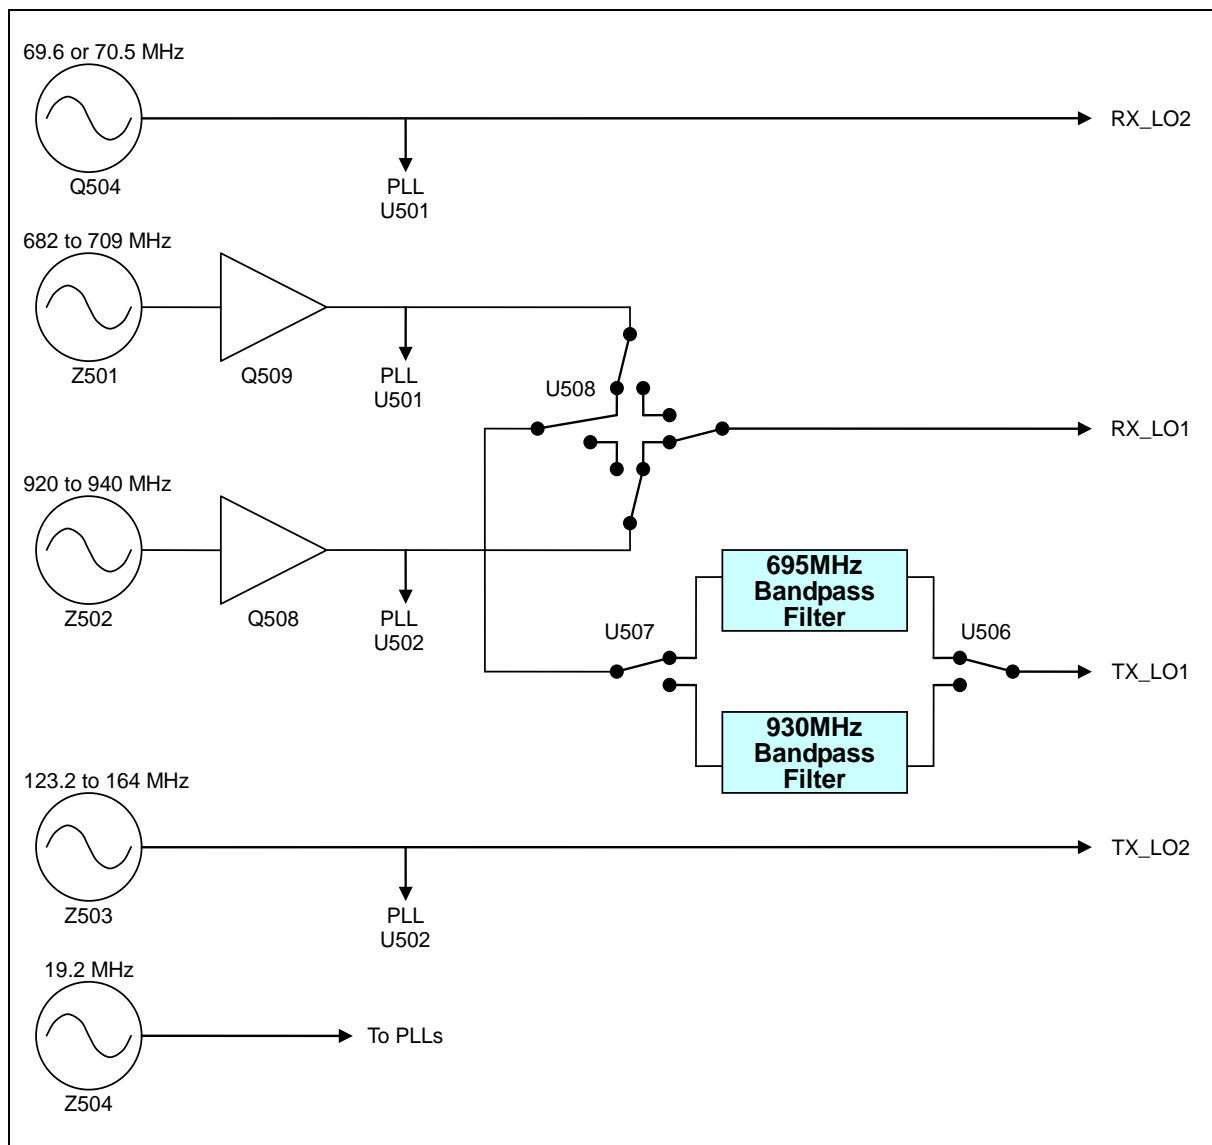 69.6 or 70.5 MHz
Q504
PLL
U501
RX_LO2
682 to 709 MHz
Z501
Q509
PLL
U501
U508
RX_LO1
920 to 940 MHz
Z502
Q508
PLL
U502
695MHz
Bandpass
Filter
U507
U506
TX_LO1
930MHz
Bandpass
Filter
123.2 to 164 MHz
Z503
PLL
U502
TX_LO2
19.2 MHz
Z504
To PLLs